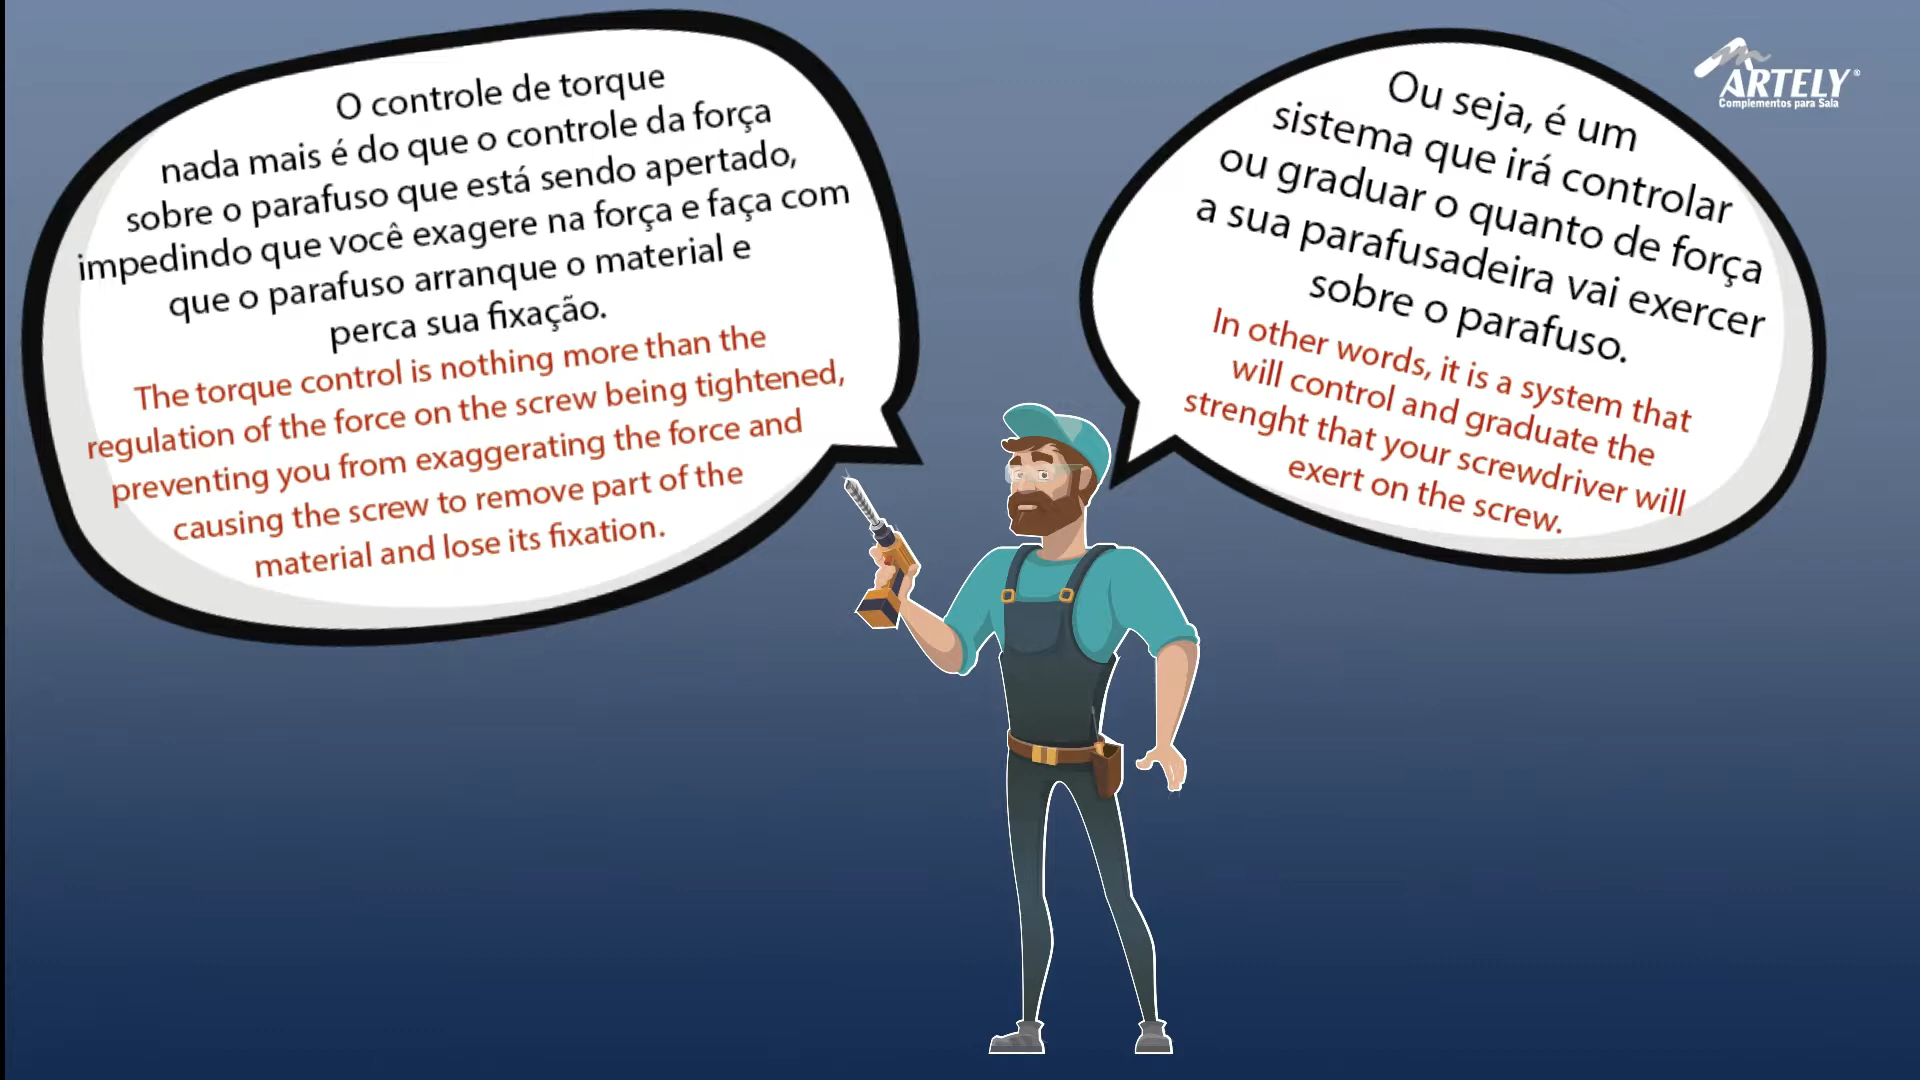 O controle de torque
nada mais é do que o controle da força
sobre o parafuso que está sendo apertado,
impedindo que você exagere na força e faça com
que o parafuso arranque o material e
perca sua fixação.
The torque control is nothing more than the
regulation of the force on the screw being tightened,
preventing you from exaggerating the force and
causing the screw to remove part of the
material and lose its fixation.
Ou seja, é um
sistema que irá controlar
ou graduar o quanto de força
a sua parafusadeira vai exercer
sobre o parafuso.
In other words, it is a system that
will control and graduate the
strenght that your screwdriver will
exert on the screw.
ARTELY®
Complementos para Sala